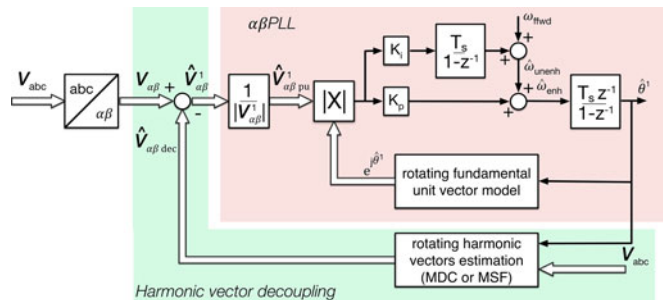 αβPLL
ω_ffwd
K_i
T_s
1-z⁻¹
+
+
ω̂_unenh
V_abc
abc
αβ
V_αβ
+
-
V̂¹_αβ
1
|V¹_αβ|
V̂¹_αβ pu
|X|
K_p
+
+
ω̂_enh
T_s z⁻¹
1-z⁻¹
θ̂¹
V̂_αβ dec
e^jθ̂¹
rotating fundamental
unit vector model
rotating harmonic
vectors estimation
(MDC or MSF)
V_abc
Harmonic vector decoupling